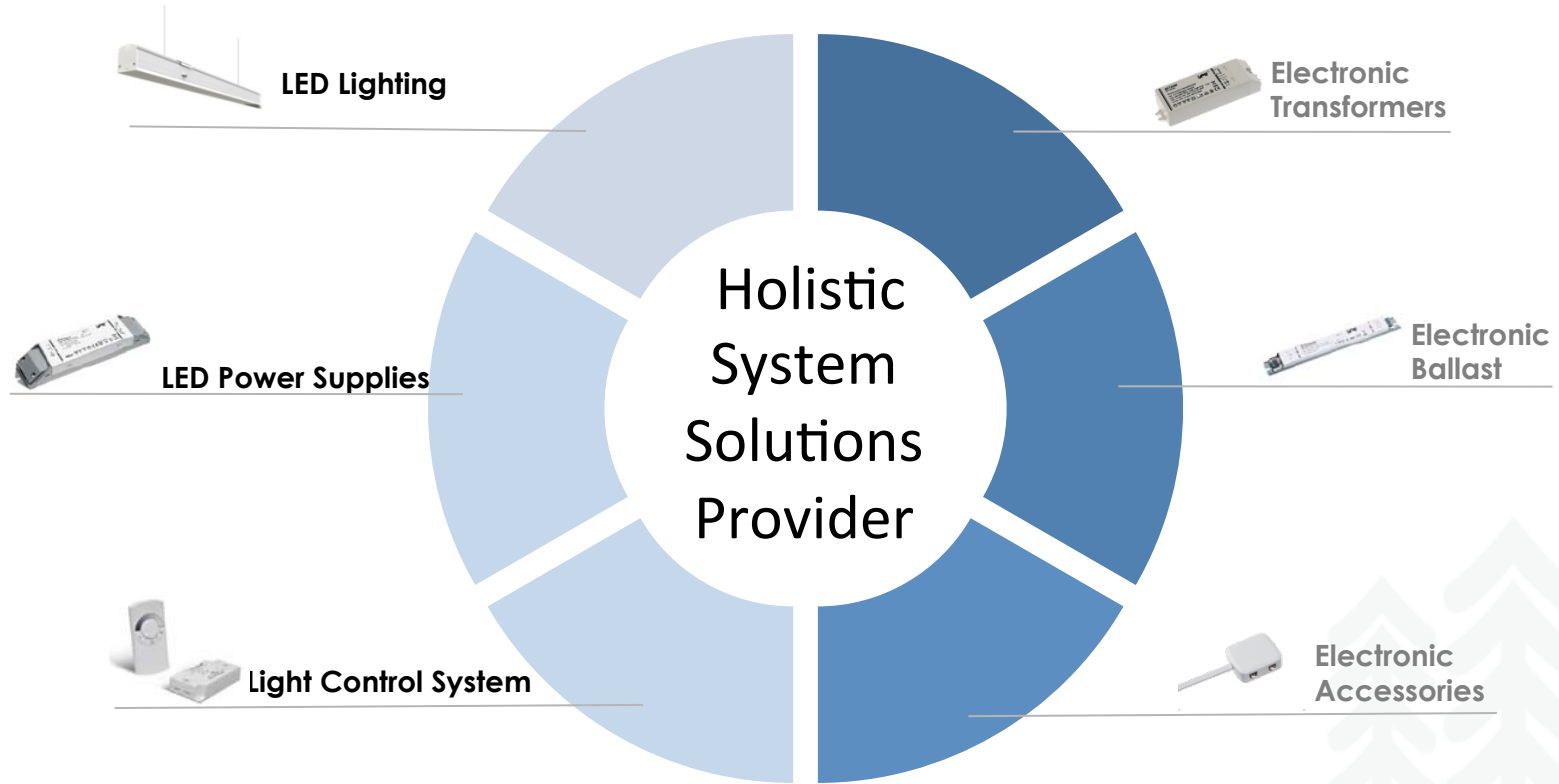 LED Lighting
Electronic
Transformers
Holistic
System
Solutions
Provider
LED Power Supplies
Electronic
Ballast
Light Control System
Electronic
Accessories